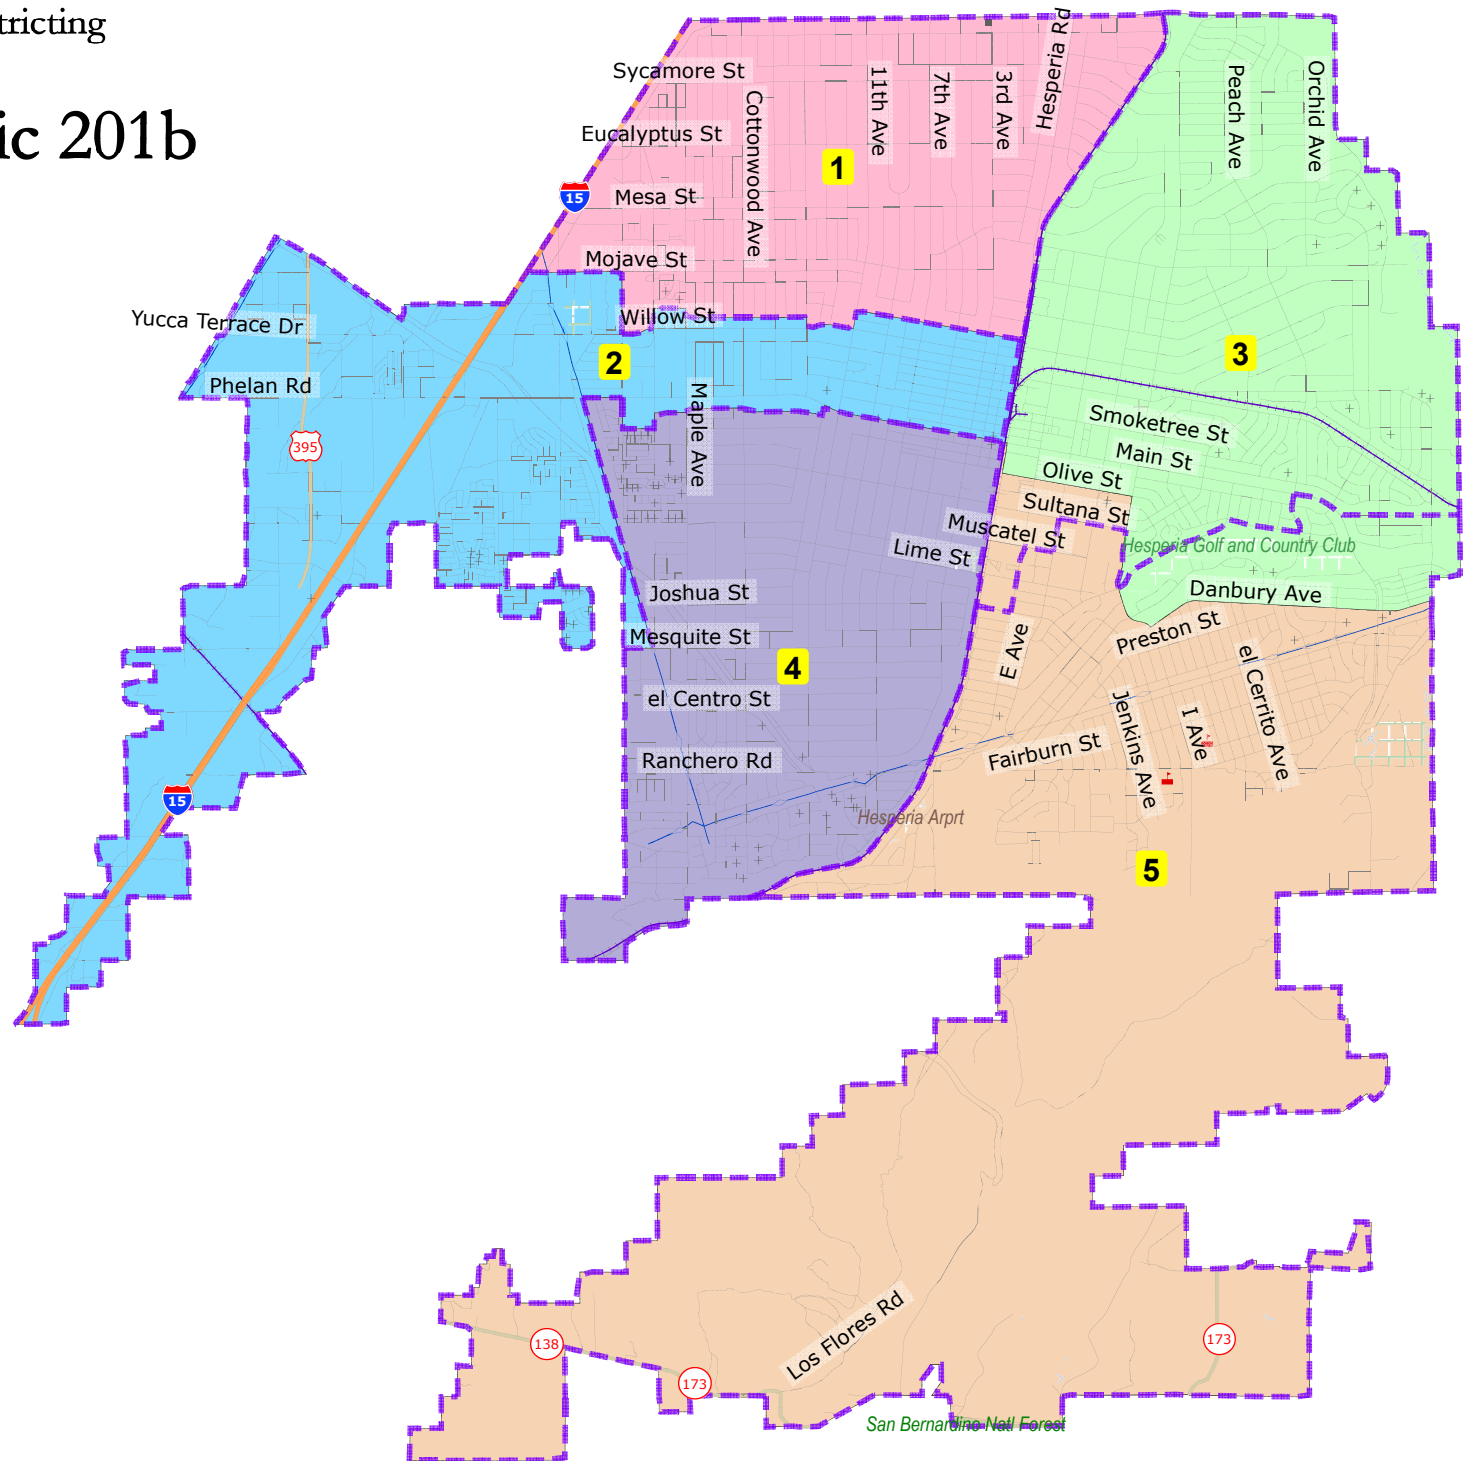 tricting
ic 201b
Sycamore St
Eucalyptus St
Mesa St
Mojave St
Willow St
Cottonwood Ave
11th Ave
7th Ave
3rd Ave
Hesperia Rd
Peach Ave
Orchid Ave
1
15
Yucca Terrace Dr
Phelan Rd
395
2
3
Maple Ave
Smoketree St
Main St
Olive St
Sultana St
Muscatel St
Lime St
Hesperia Golf and Country Club
Danbury Ave
Joshua St
Mesquite St
4
el Centro St
Ranchero Rd
E Ave
Preston St
el Cerrito Ave
Jenkins Ave
I Ave
Fairburn St
15
Hesperia Arprt
5
Los Flores Rd
138
173
173
San Bernardino Natl Forest